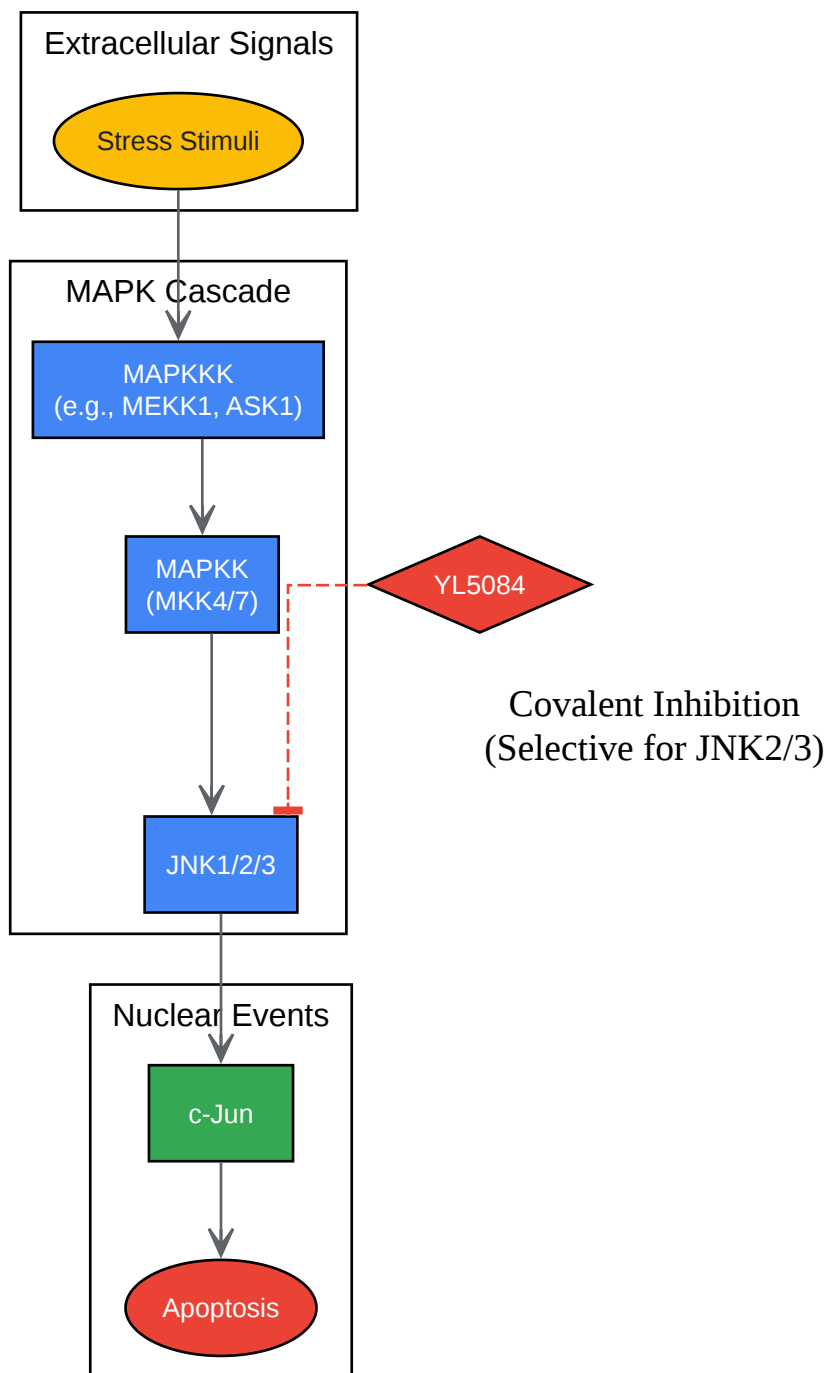 Extracellular Signals
Stress Stimuli
MAPK Cascade
MAPKKK
(e.g., MEKK1, ASK1)
MAPKK
(MKK4/7)
YL5084
Covalent Inhibition
(Selective for JNK2/3)
JNK1/2/3
Nuclear Events
c-Jun
Apoptosis